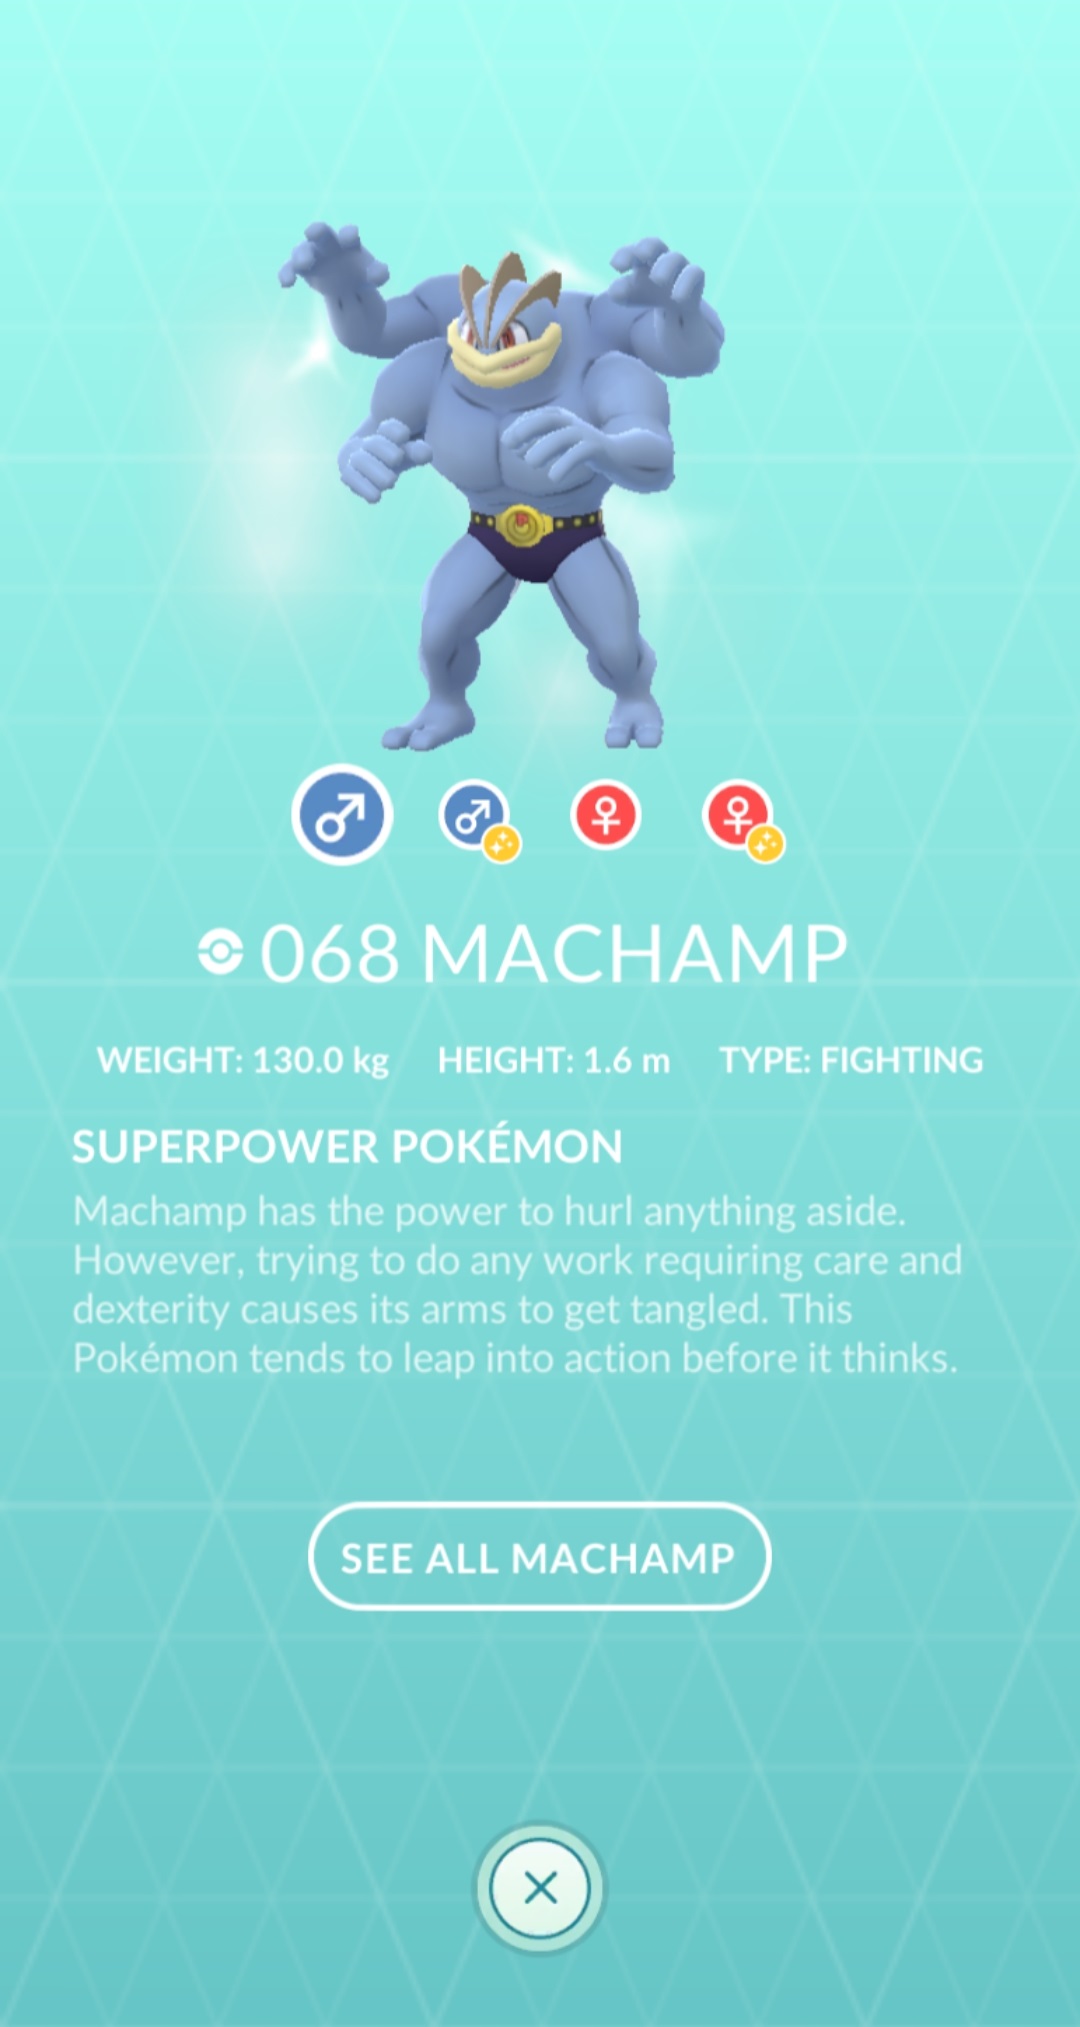 068 MACHAMP
WEIGHT: 130.0 kg HEIGHT: 1.6 m TYPE: FIGHTING
SUPERPOWER POKÉMON
Machamp has the power to hurl anything aside.
However, trying to do any work requiring care and
dexterity causes its arms to get tangled. This
Pokémon tends to leap into action before it thinks.
SEE ALL MACHAMP